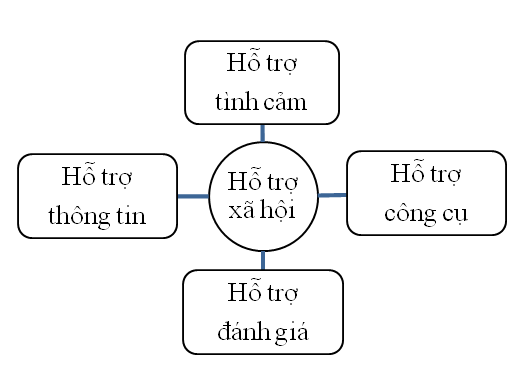 Hỗ trợ
tình cảm
Hỗ trợ
thông tin
Hỗ trợ
xã hội
Hỗ trợ
công cụ
Hỗ trợ
đánh giá